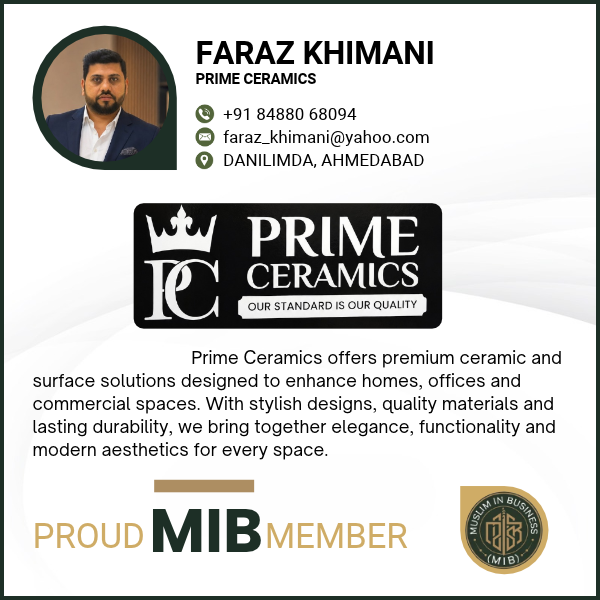 FARAZ KHIMANI
PRIME CERAMICS
+91 84880 68094
faraz_khimani@yahoo.com
DANILIMDA, AHMEDABAD
PC
PRIME
CERAMICS
OUR STANDARD IS OUR QUALITY
Prime Ceramics offers premium ceramic and
surface solutions designed to enhance homes, offices and
commercial spaces. With stylish designs, quality materials and
lasting durability, we bring together elegance, functionality and
modern aesthetics for every space.
PROUD MIB MEMBER
MUSLIM IN BUSINESS
(MIB)